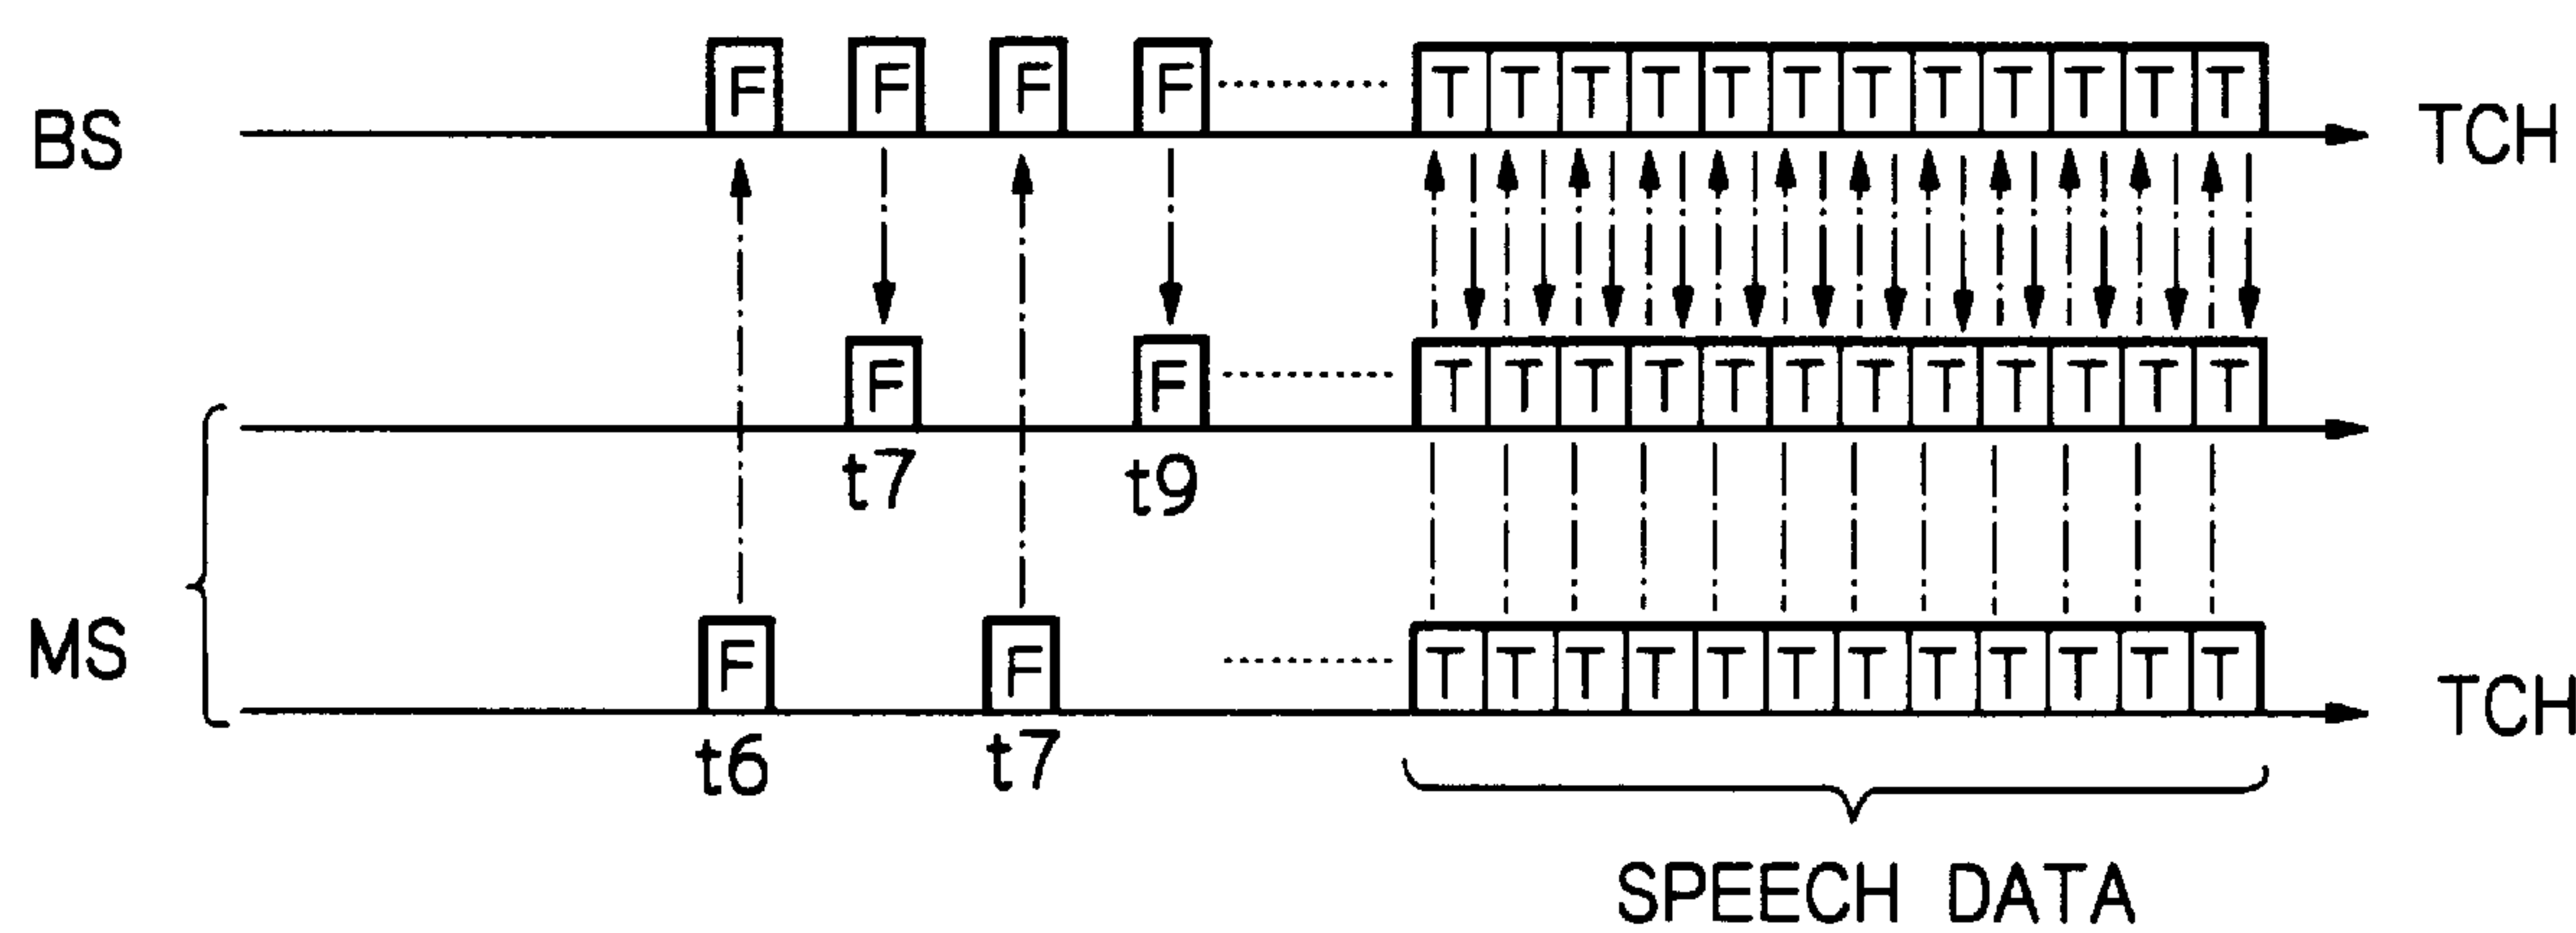 BS F F F F T T T T T T T T T T T T TCH
F F T T T T T T T T T T T T
t7 t9
MS F F T T T T T T T T T T T T TCH
t6 t7
SPEECH DATA